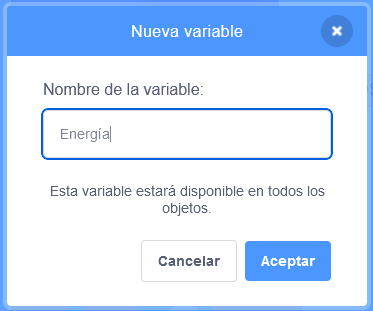 Nueva variable
Nombre de la variable:
Energía
Esta variable estará disponible en todos los
objetos.
Cancelar
Aceptar